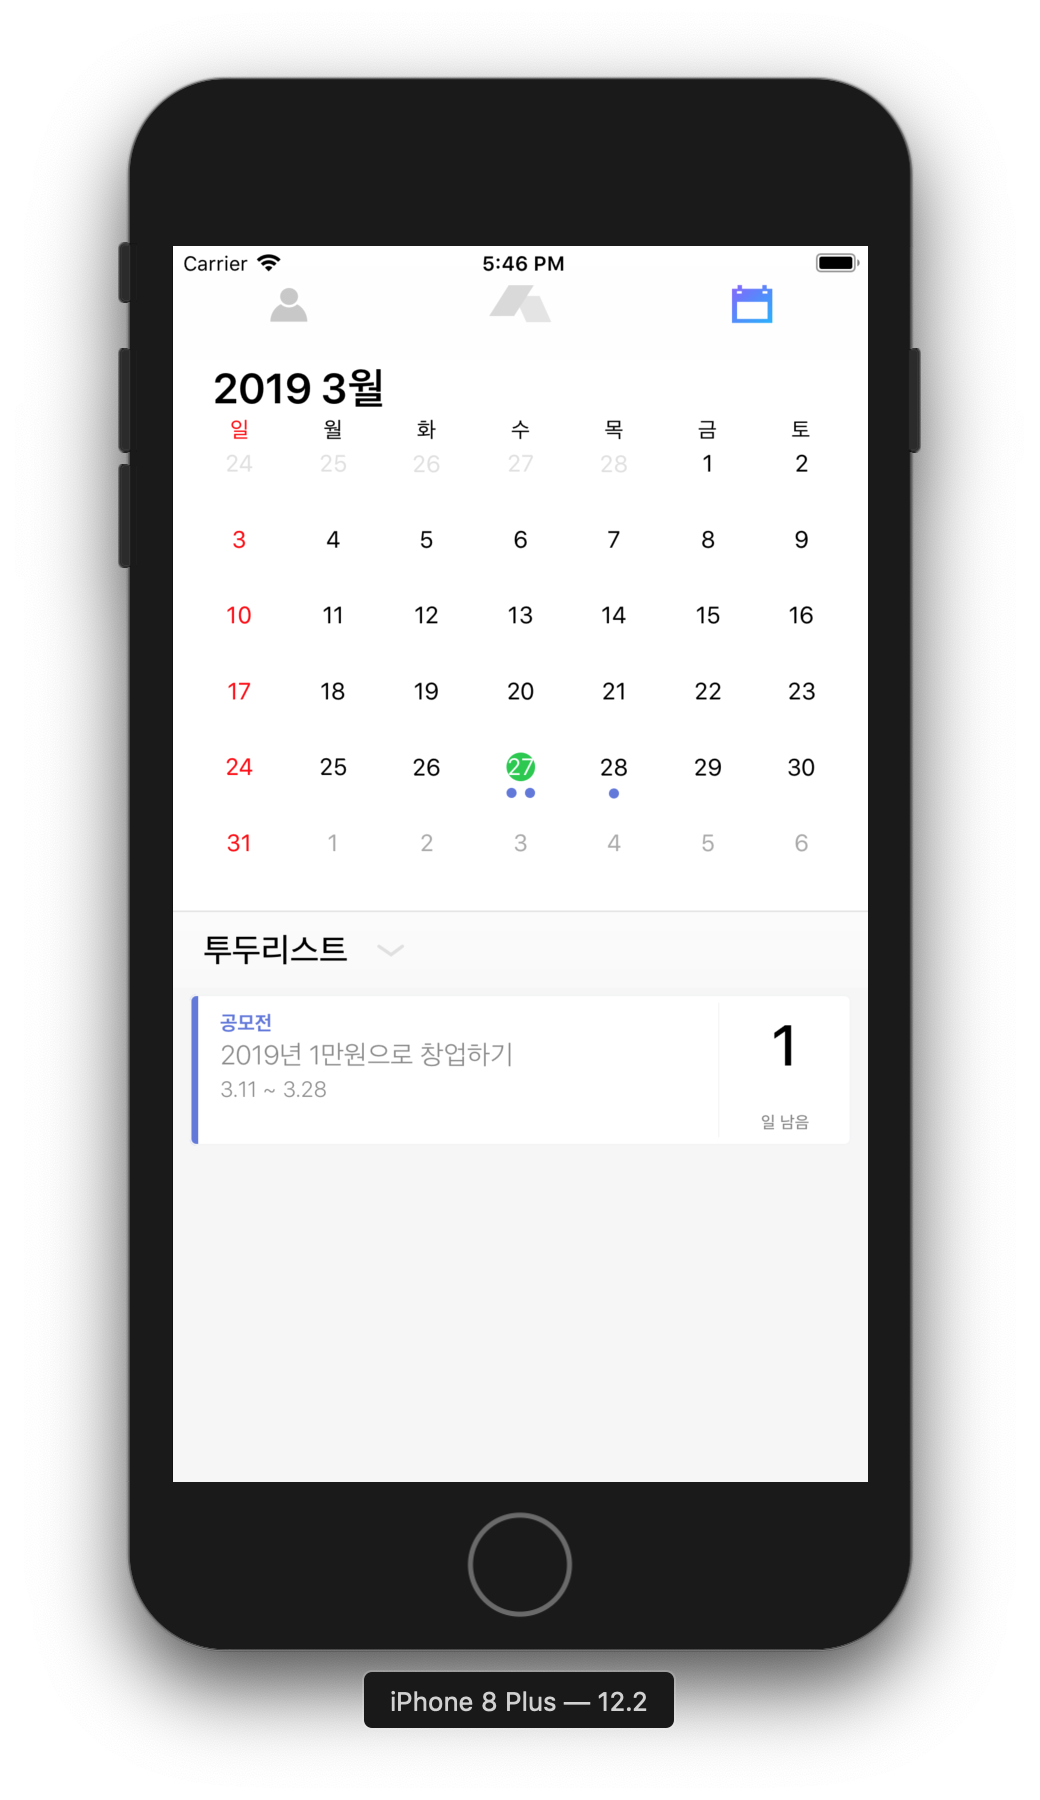 Carrier 5:46 PM
2019 3월
일 월 화 수 목 금 토
24 25 26 27 28 1 2
3 4 5 6 7 8 9
10 11 12 13 14 15 16
17 18 19 20 21 22 23
24 25 26 27 28 29 30
31 1 2 3 4 5 6
투두리스트
공모전
2019년 1만원으로 창업하기
3.11 ~ 3.28
1
일 남음
iPhone 8 Plus — 12.2